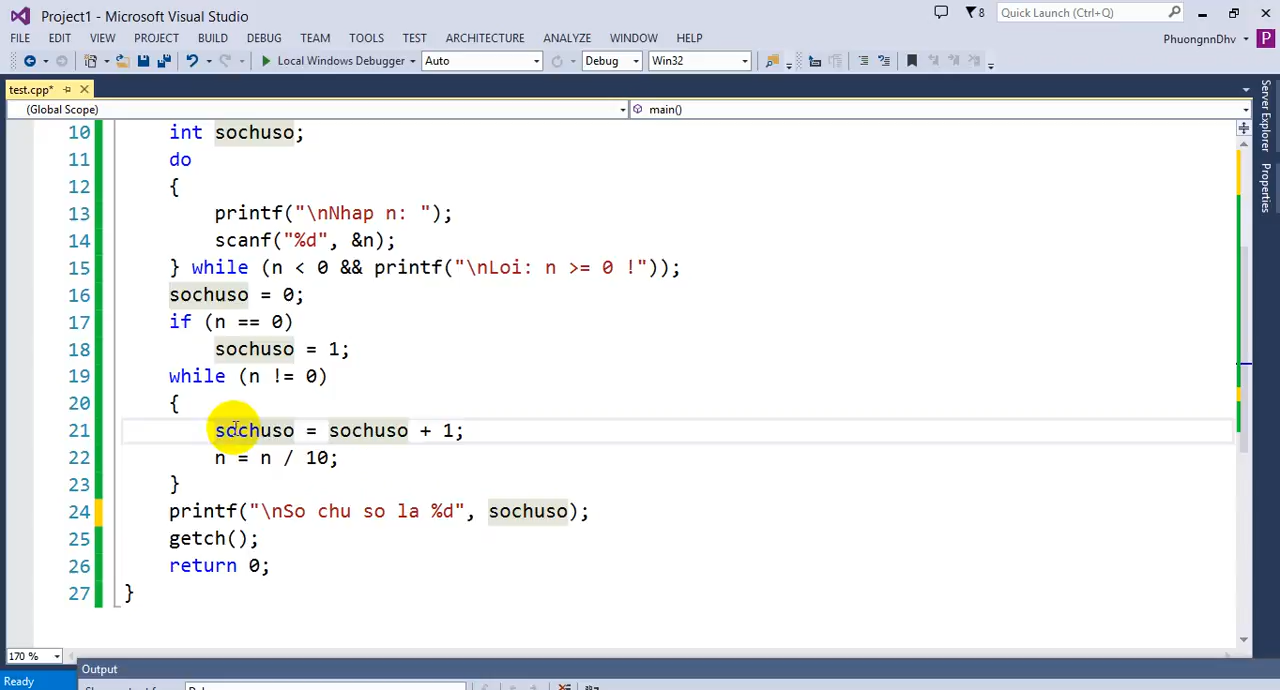 Project1 - Microsoft Visual Studio
8
Quick Launch (Ctrl+Q)
FILE EDIT VIEW PROJECT BUILD DEBUG TEAM TOOLS TEST ARCHITECTURE ANALYZE WINDOW HELP
PhuongnnDhv
P
Local Windows Debugger
Auto
Debug
Win32
test.cpp*
(Global Scope)
main()
10 int sochuso;
11 do
12 {
13 printf("\nNhap n: ");
14 scanf("%d", &n);
15 } while (n < 0 && printf("\nLoi: n >= 0 !"));
16 sochuso = 0;
17 if (n == 0)
18 sochuso = 1;
19 while (n != 0)
20 {
21 sochuso = sochuso + 1;
22 n = n / 10;
23 }
24 printf("\nSo chu so la %d", sochuso);
25 getch();
26 return 0;
27 }
170 %
Output
Ready
Server Explorer
Properties